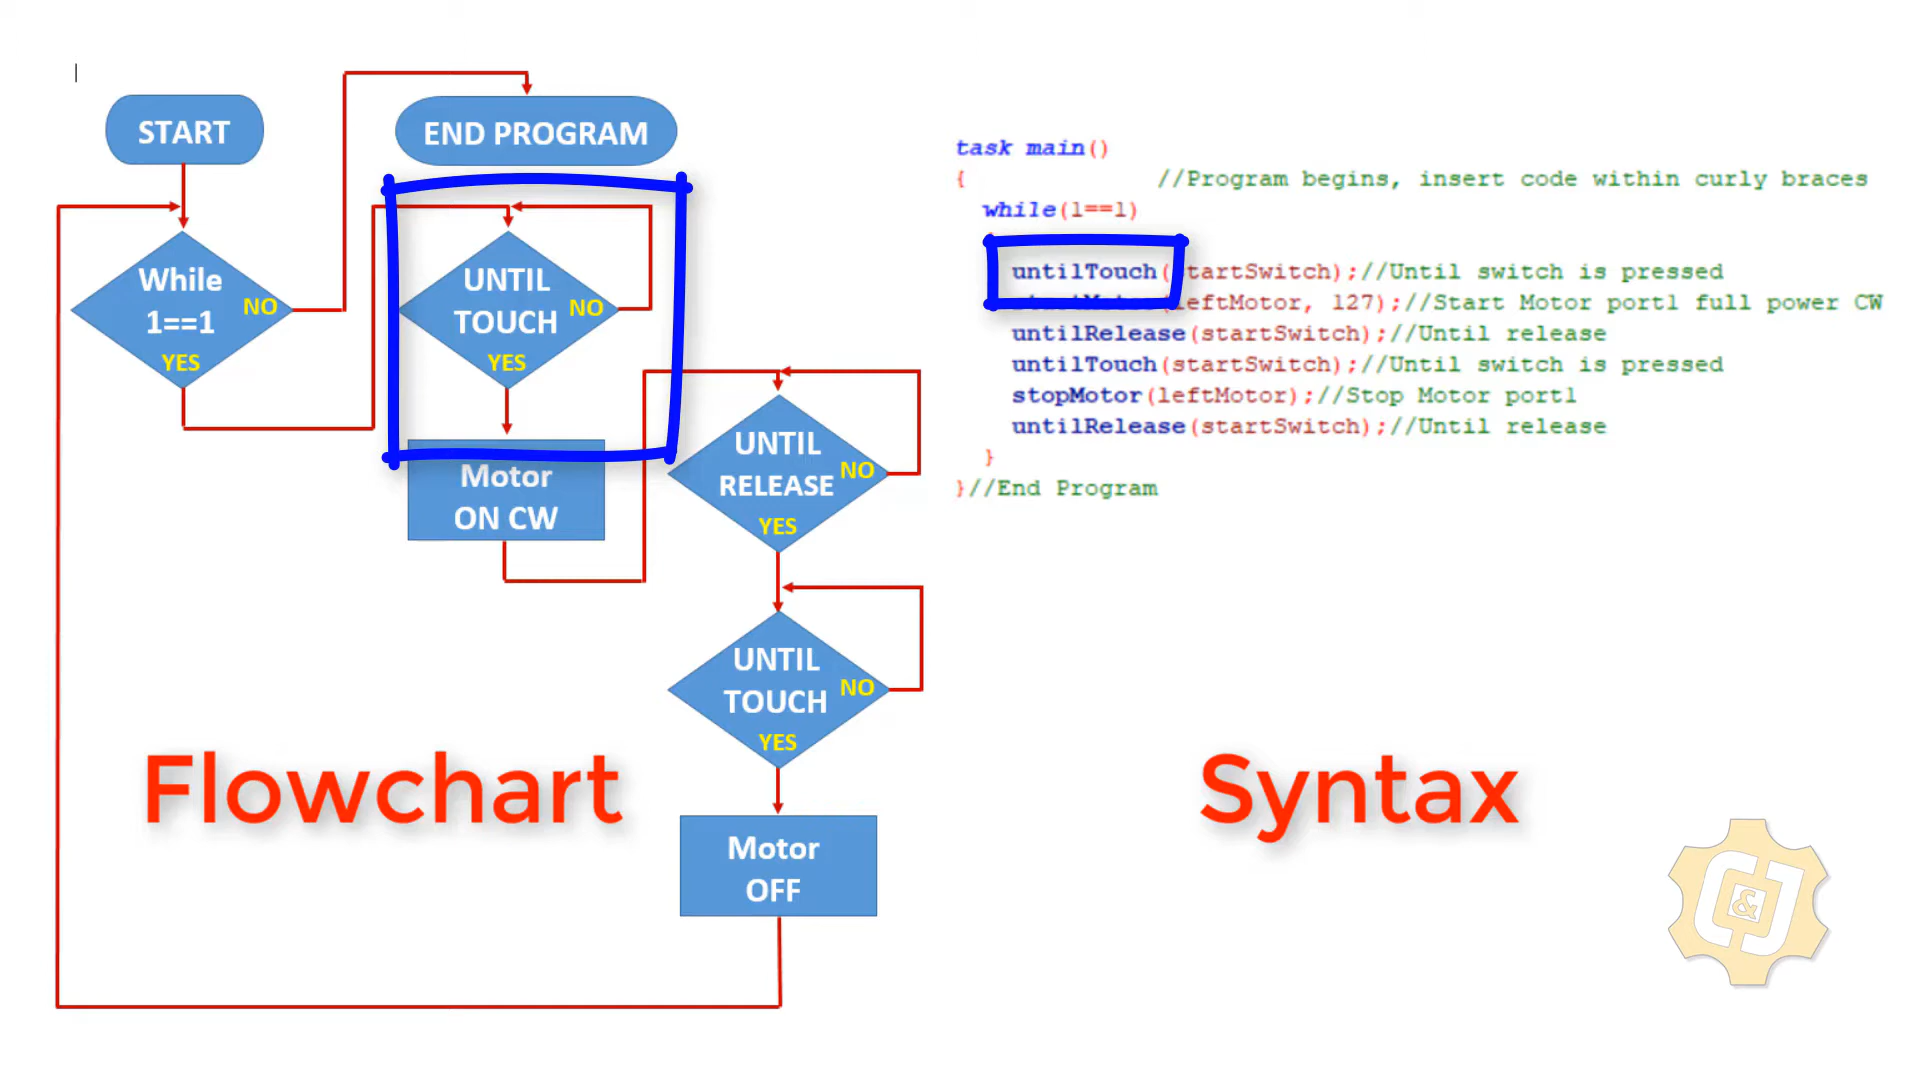 START
END PROGRAM
While
1==1
NO
YES
UNTIL
TOUCH
NO
YES
Motor
ON CW
UNTIL
RELEASE
NO
YES
UNTIL
TOUCH
NO
YES
Motor
OFF
Flowchart
task main()
{ //Program begins, insert code within curly braces
while(1==1)
untilTouch(startSwitch);//Until switch is pressed
startMotor(leftMotor, 127);//Start Motor port1 full power CW
untilRelease(startSwitch);//Until release
untilTouch(startSwitch);//Until switch is pressed
stopMotor(leftMotor);//Stop Motor port1
untilRelease(startSwitch);//Until release
}
}//End Program
Syntax
C&J